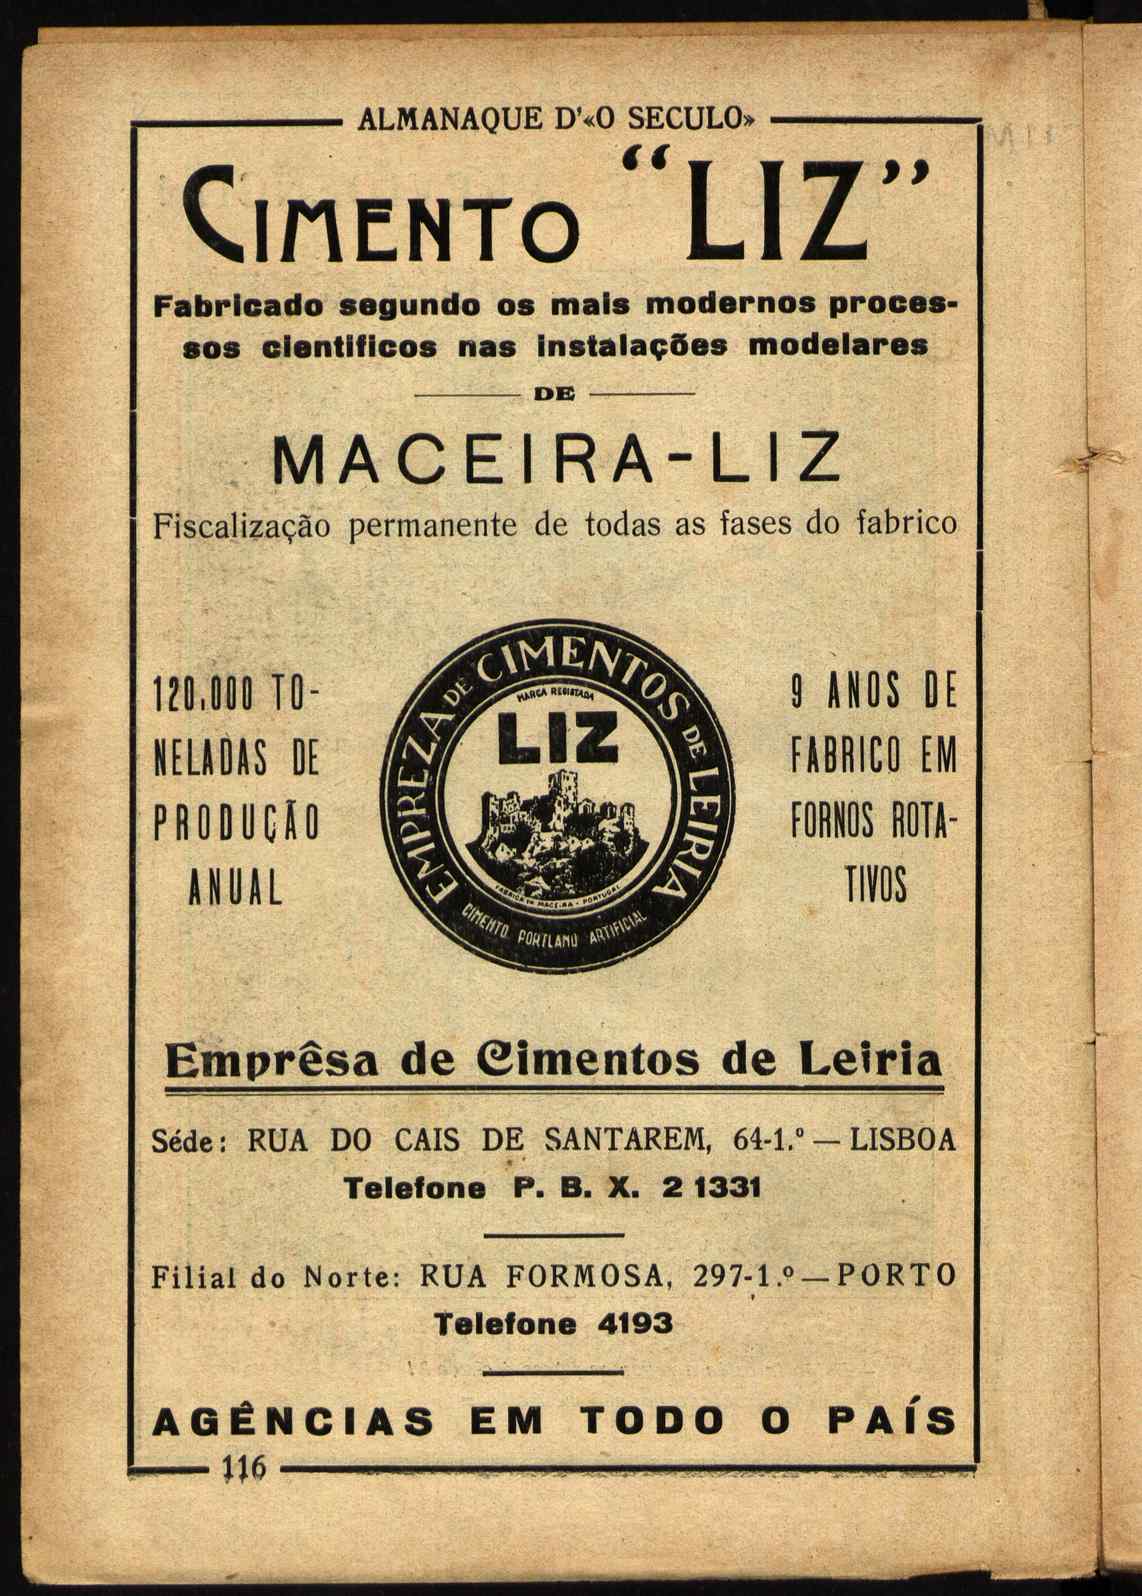 ALMANAQUE D'«O SECULO»
CIMENTO “LIZ”
Fabricado segundo os mais modernos proces-
sos cientificos nas instalações modelares
DE
MACEIRA-LIZ
Fiscalização permanente de todas as fases do fabrico
120.000 TO-
NELADAS DE
PRODUÇÃO
ANUAL
EMPREZA DE CIMENTOS DE LEIRIA
MARCA REGISTADA
LIZ
FABRICA EM MACEIRA - PORTUGAL
CIMENTO PORTLAND ARTIFICIAL
9 ANOS DE
FABRICO EM
FORNOS ROTA-
TIVOS
Emprêsa de Cimentos de Leiria
Séde: RUA DO CAIS DE SANTAREM, 64-1.º — LISBOA
Telefone P. B. X. 2 1331
Filial do Norte: RUA FORMOSA, 297-1.º — PORTO
Telefone 4193
AGÊNCIAS EM TODO O PAÍS
116